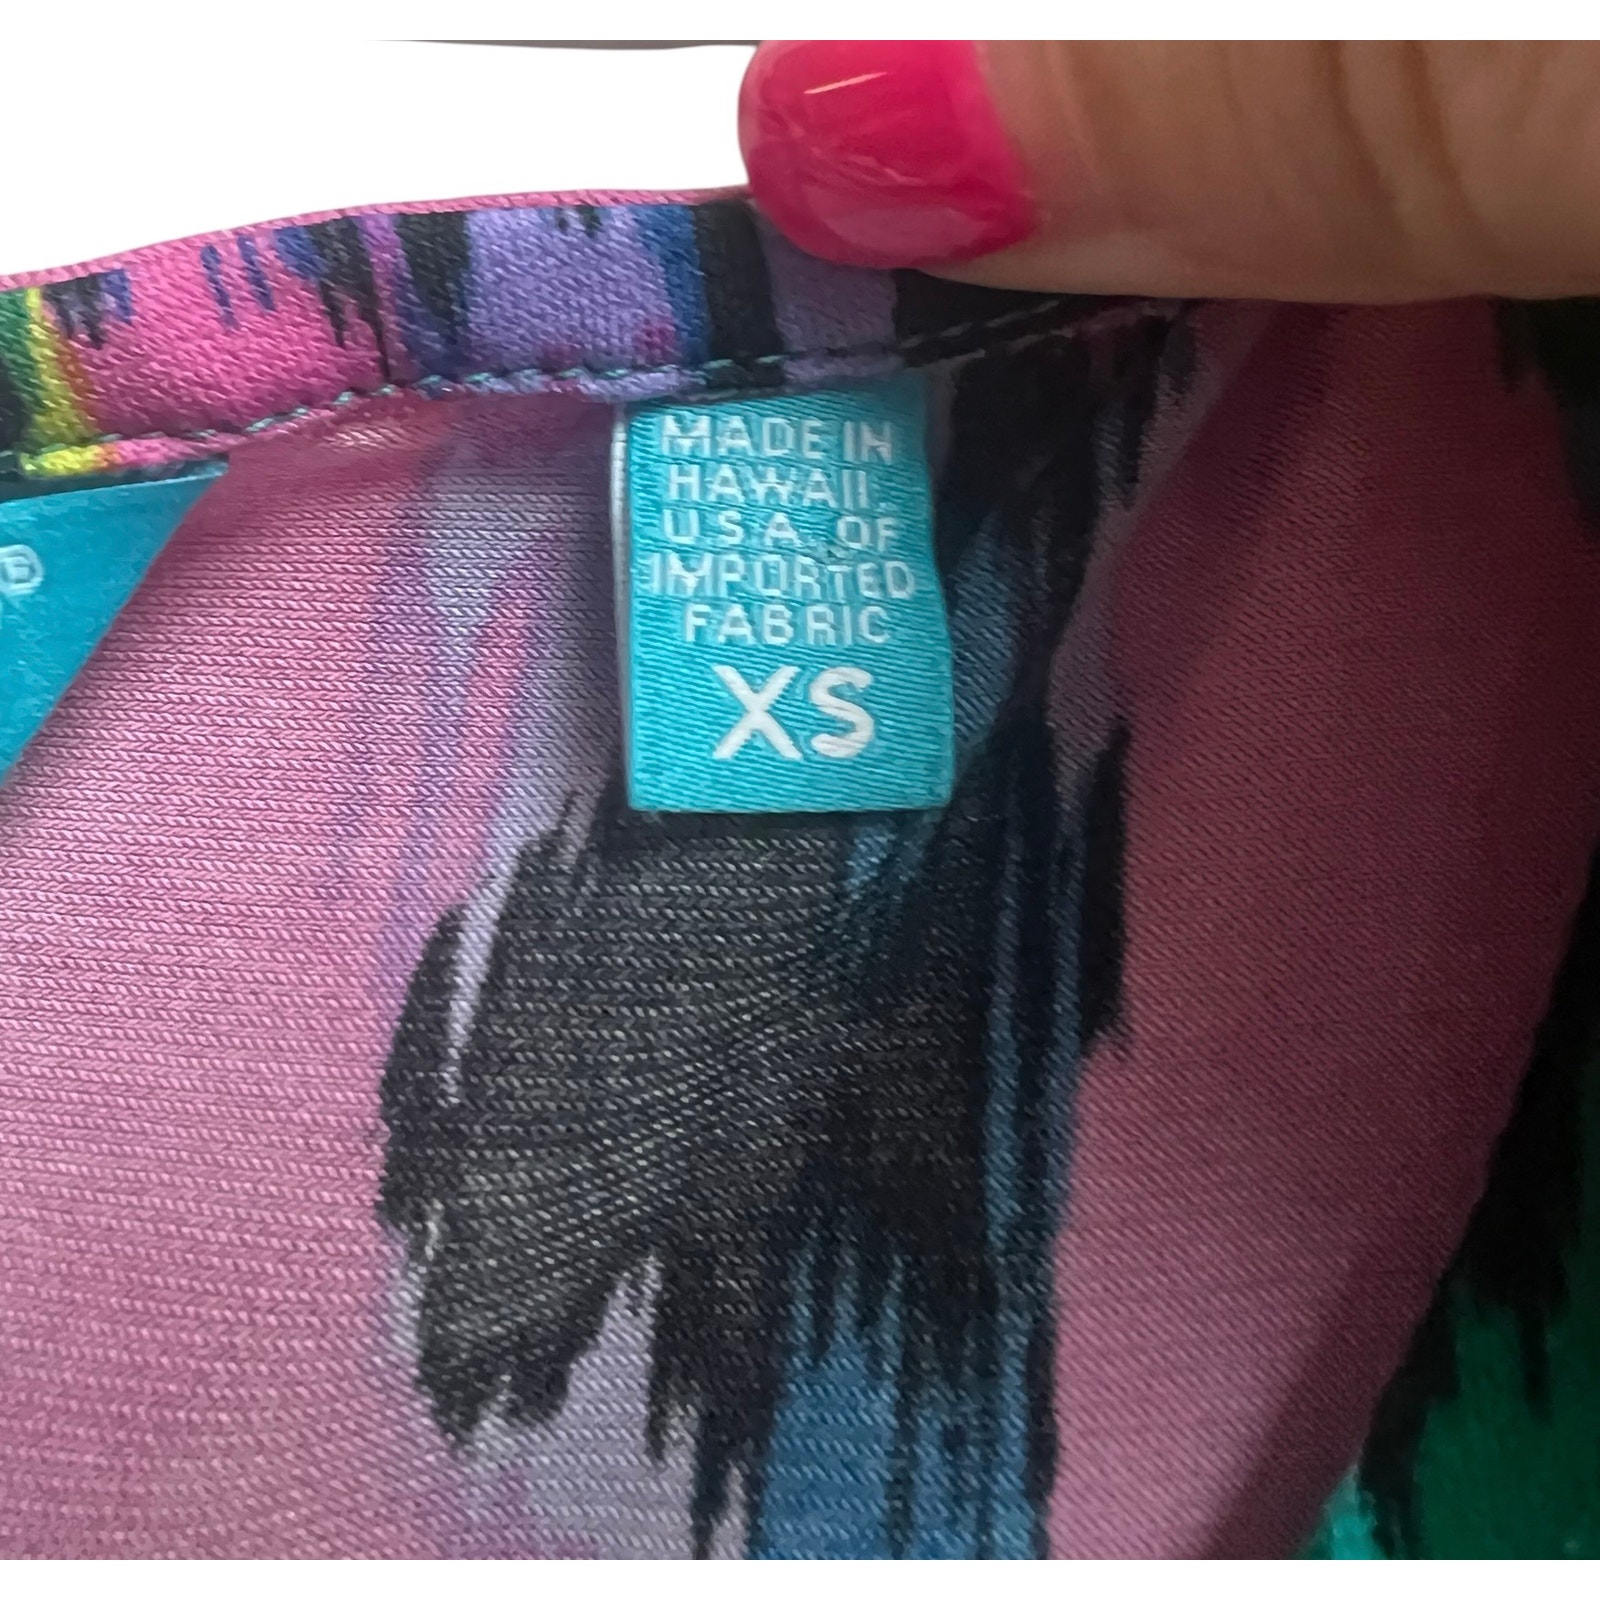 ®
MADE IN
HAWAII,
U.S.A. OF
IMPORTED
FABRIC
XS